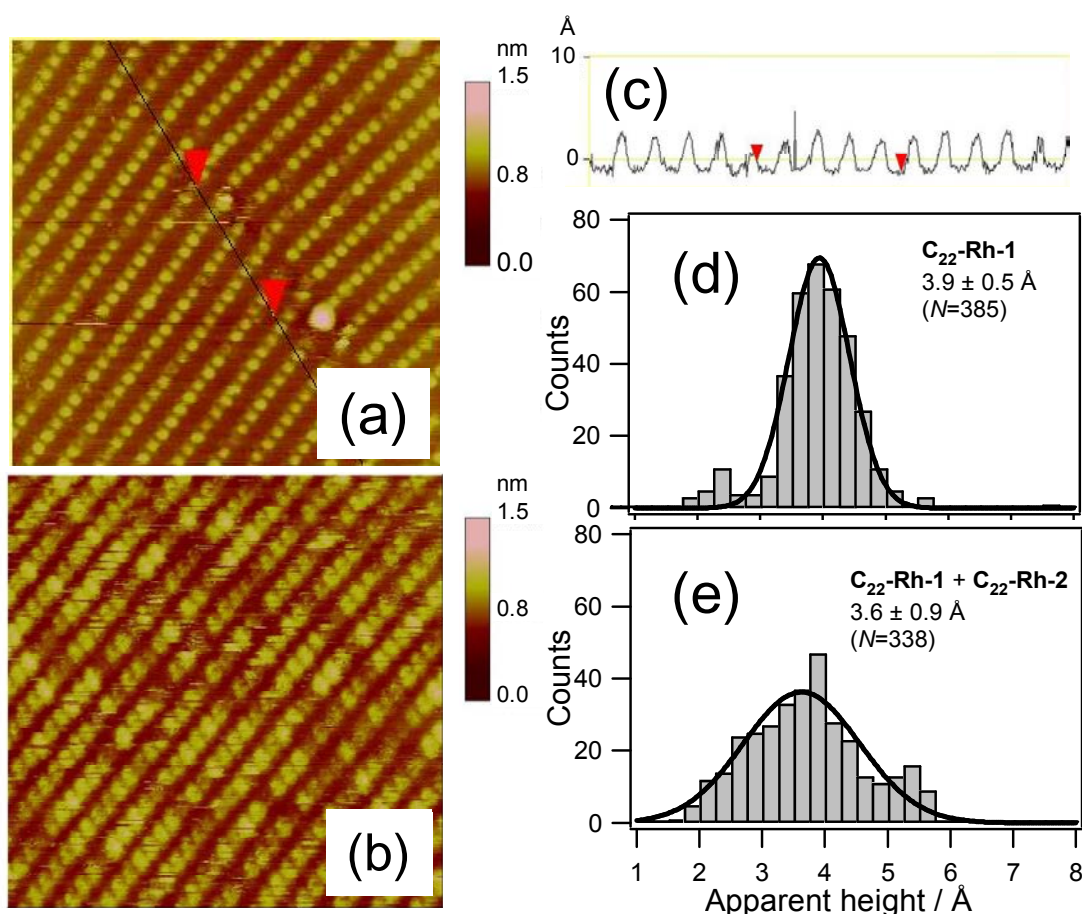 nm
1.5
0.8
0.0
(a)
nm
1.5
0.8
0.0
(b)
Å
10
0
(c)
80
60
40
20
0
Counts
(d)
C22-Rh-1
3.9 ± 0.5 Å
(N=385)
80
60
40
20
0
Counts
(e)
C22-Rh-1 + C22-Rh-2
3.6 ± 0.9 Å
(N=338)
1 2 3 4 5 6 7 8
Apparent height / Å